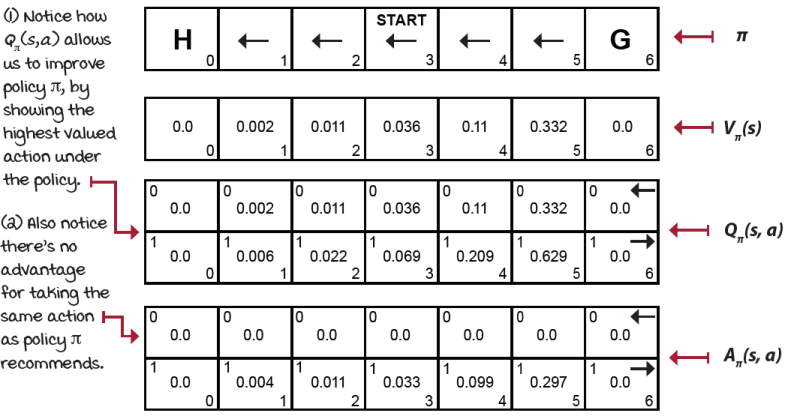 (1) Notice how
Qπ(s,a) allows
us to improve
policy π, by
showing the
highest valued
action under
the policy.
(2) Also notice
there's no
advantage
for taking the
same action
as policy π
recommends.
START
H ← ← ← ← ← G
0 1 2 3 4 5 6
π
0.0 0.002 0.011 0.036 0.11 0.332 0.0
0 1 2 3 4 5 6
Vπ(s)
0 0 0 0 0 0 0 ←
0.0 0.002 0.011 0.036 0.11 0.332 0.0
1 1 1 1 1 1 1 →
0.0 0.006 0.022 0.069 0.209 0.629 0.0
0 1 2 3 4 5 6
Qπ(s, a)
0 0 0 0 0 0 0 ←
0.0 0.0 0.0 0.0 0.0 0.0 0.0
1 1 1 1 1 1 1 →
0.0 0.004 0.011 0.033 0.099 0.297 0.0
0 1 2 3 4 5 6
Aπ(s, a)